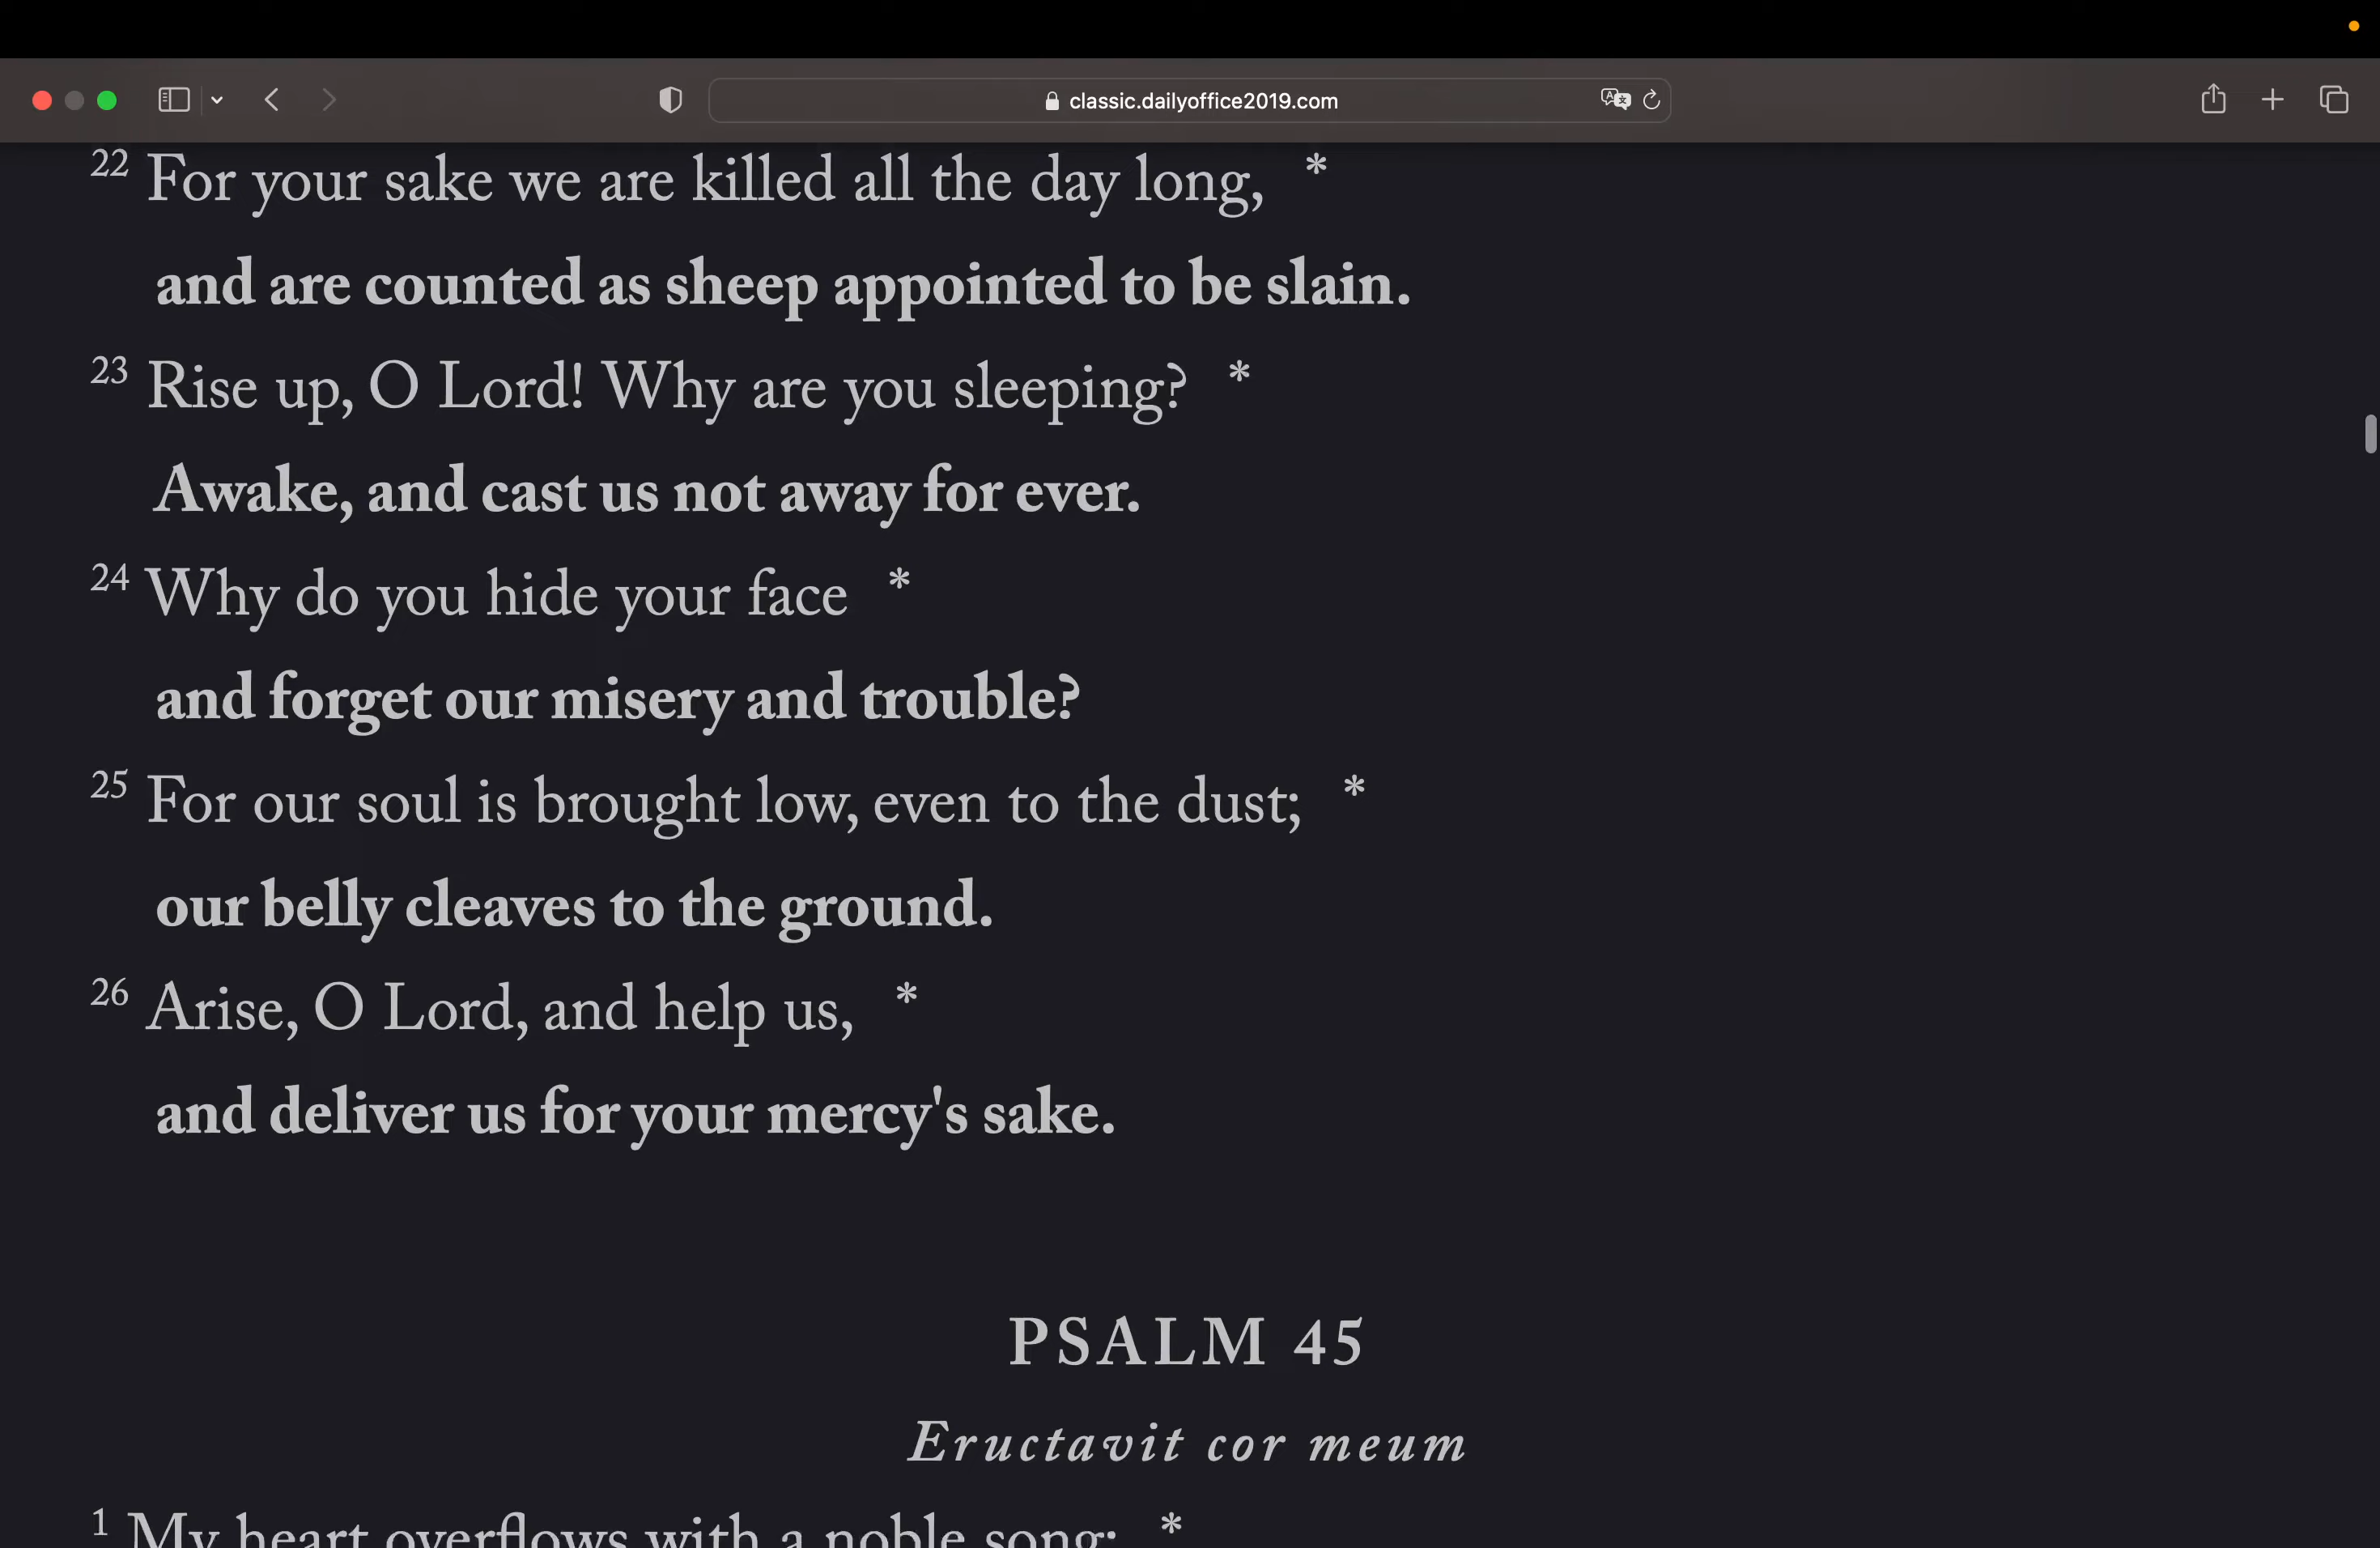 classic.dailyoffice2019.com
22 For your sake we are killed all the day long, *
and are counted as sheep appointed to be slain.
23 Rise up, O Lord! Why are you sleeping? *
Awake, and cast us not away for ever.
24 Why do you hide your face *
and forget our misery and trouble?
25 For our soul is brought low, even to the dust; *
our belly cleaves to the ground.
26 Arise, O Lord, and help us, *
and deliver us for your mercy's sake.
PSALM 45
Eructavit cor meum
1 My heart overflows with a noble song; *